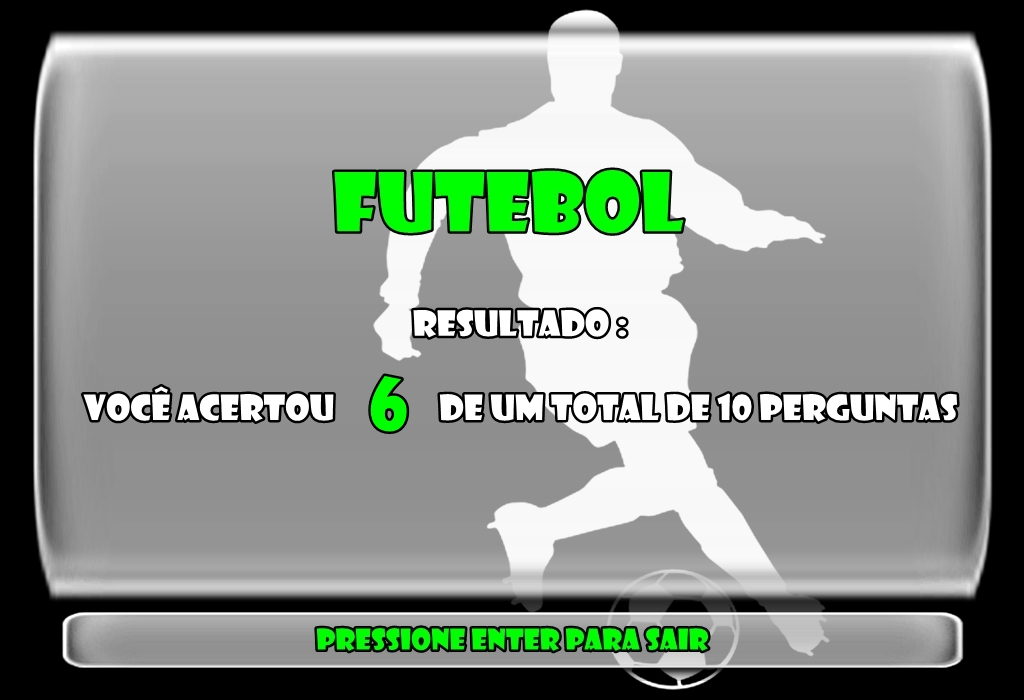 FUTEBOL
RESULTADO :
VOCÊ ACERTOU 6 DE UM TOTAL DE 10 PERGUNTAS
PRESSIONE ENTER PARA SAIR